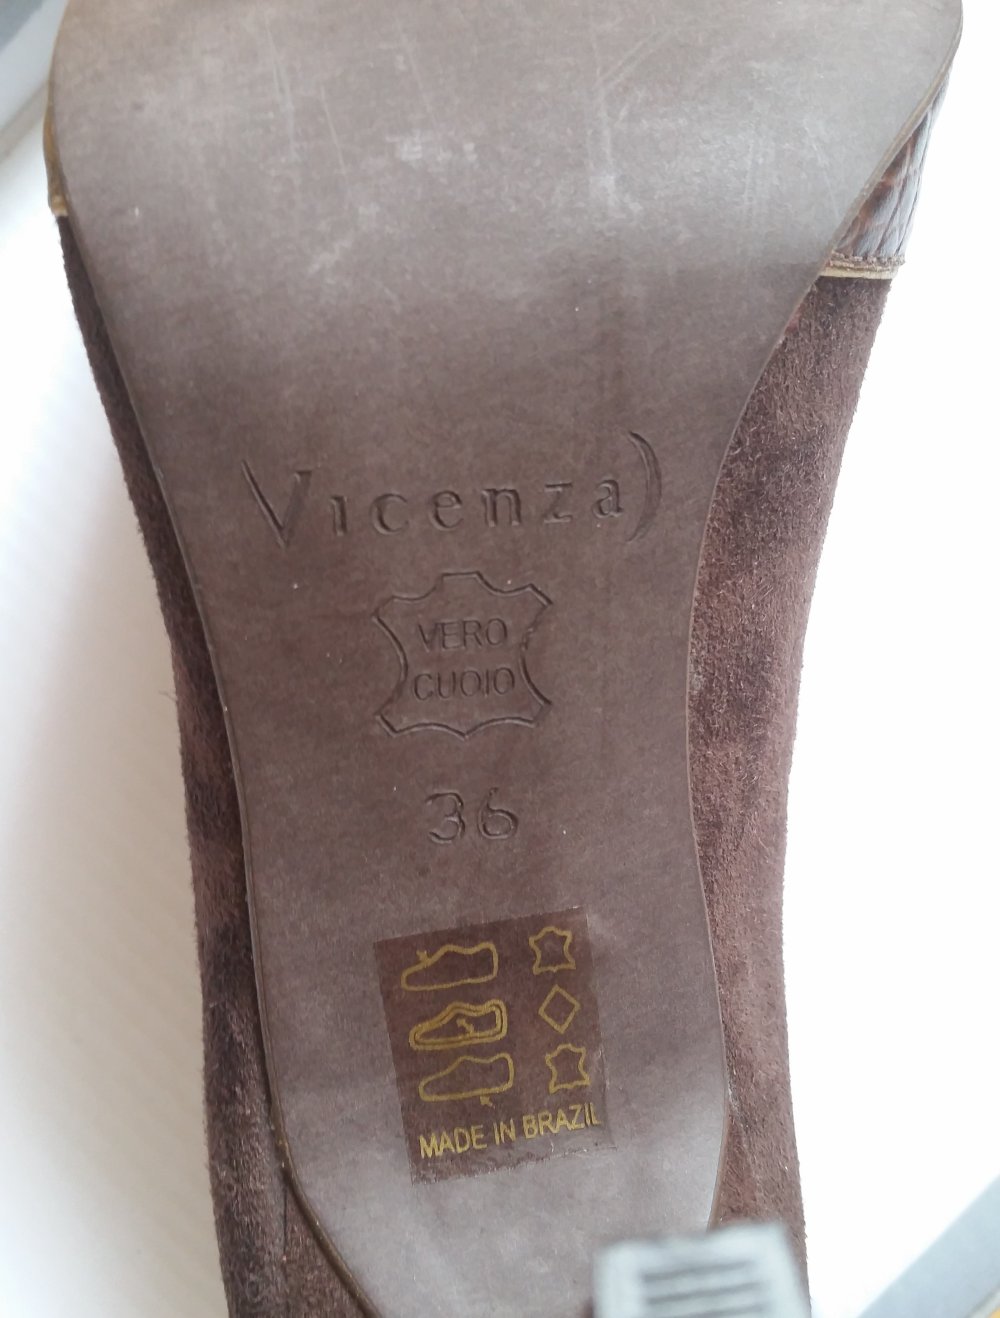 Vicenza)
VERO
CUOIO
36
MADE IN BRAZIL